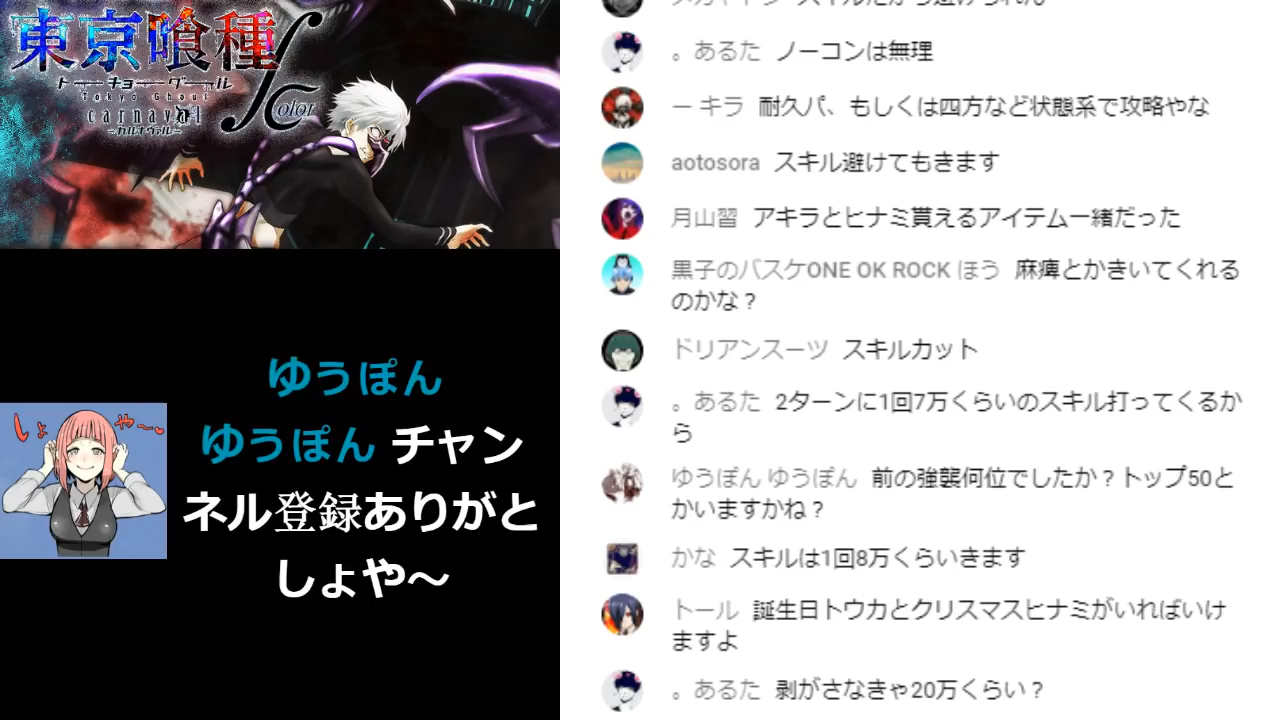 東京喰種
トーキョーグール
Tokyo Ghoul
carnaval
～カルナヴァル～
∫Color
ゆうぽん
ゆうぽん チャン
ネル登録ありがと
しょや～
しょ
や～
。あるた ノーコンは無理
ー キラ 耐久パ、もしくは四方など状態系で攻略やな
aotosora スキル避けてもきます
月山習 アキラとヒナミ貰えるアイテム一緒だった
黒子のバスケONE OK ROCK ほう 麻痺とかきいてくれる
のかな？
ドリアンスーツ スキルカット
。あるた 2ターンに1回7万くらいのスキル打ってくるか
ら
ゆうぽん ゆうぽん 前の強襲何位でしたか？トップ50と
かいますかね？
かな スキルは1回8万くらいきます
トール 誕生日トウカとクリスマスヒナミがいればいけ
ますよ
。あるた 剥がさなきゃ20万くらい？